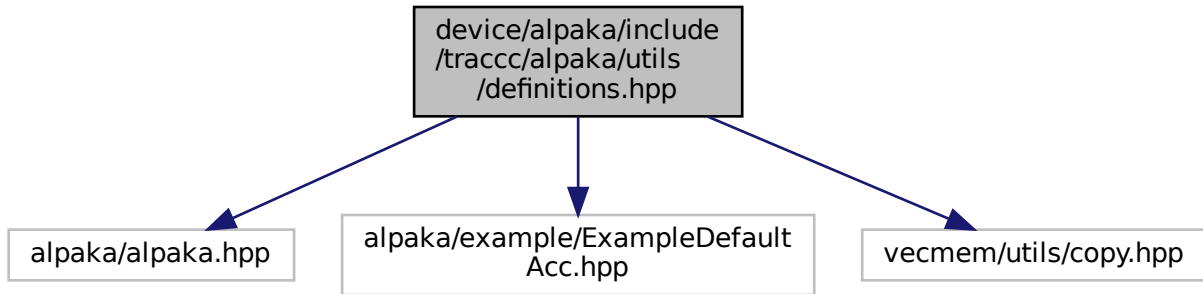 device/alpaka/include
/traccc/alpaka/utils
/definitions.hpp
alpaka/alpaka.hpp
alpaka/example/ExampleDefault
Acc.hpp
vecmem/utils/copy.hpp